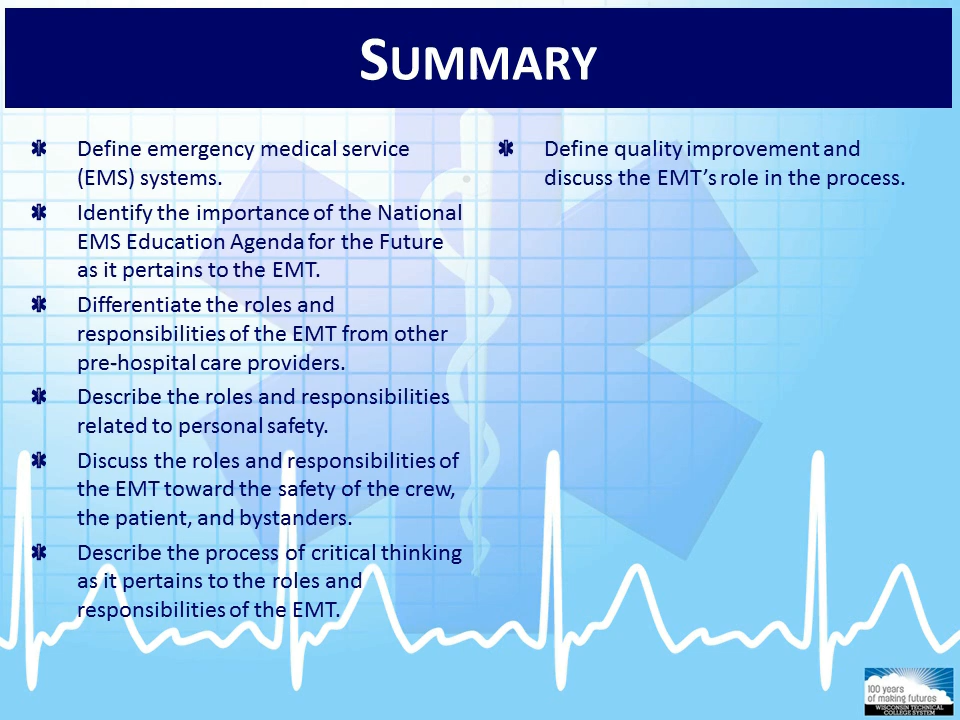 SUMMARY
Define emergency medical service
(EMS) systems.
Identify the importance of the National
EMS Education Agenda for the Future
as it pertains to the EMT.
Differentiate the roles and
responsibilities of the EMT from other
pre-hospital care providers.
Describe the roles and responsibilities
related to personal safety.
Discuss the roles and responsibilities of
the EMT toward the safety of the crew,
the patient, and bystanders.
Describe the process of critical thinking
as it pertains to the roles and
responsibilities of the EMT.
Define quality improvement and
discuss the EMT’s role in the process.
100 years
of making futures
WISCONSIN TECHNICAL
COLLEGE SYSTEM